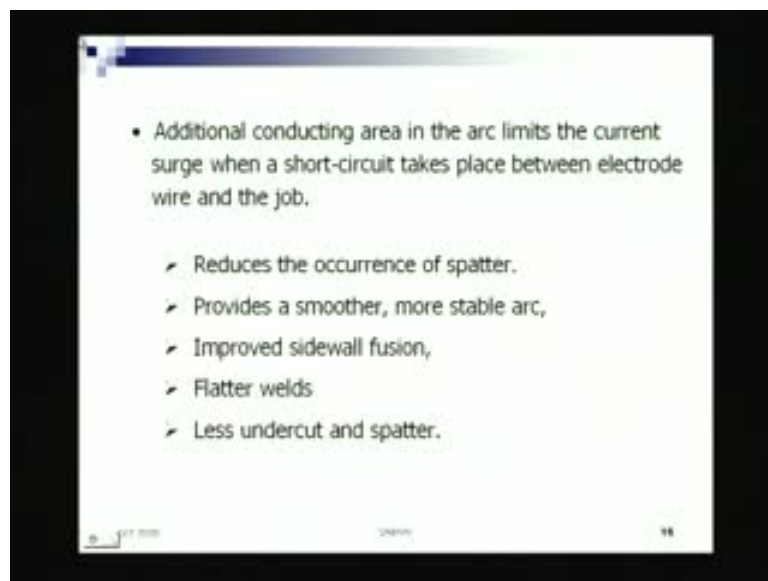 • Additional conducting area in the arc limits the current
surge when a short-circuit takes place between electrode
wire and the job.
➢ Reduces the occurrence of spatter.
➢ Provides a smoother, more stable arc,
➢ Improved sidewall fusion,
➢ Flatter welds
➢ Less undercut and spatter.